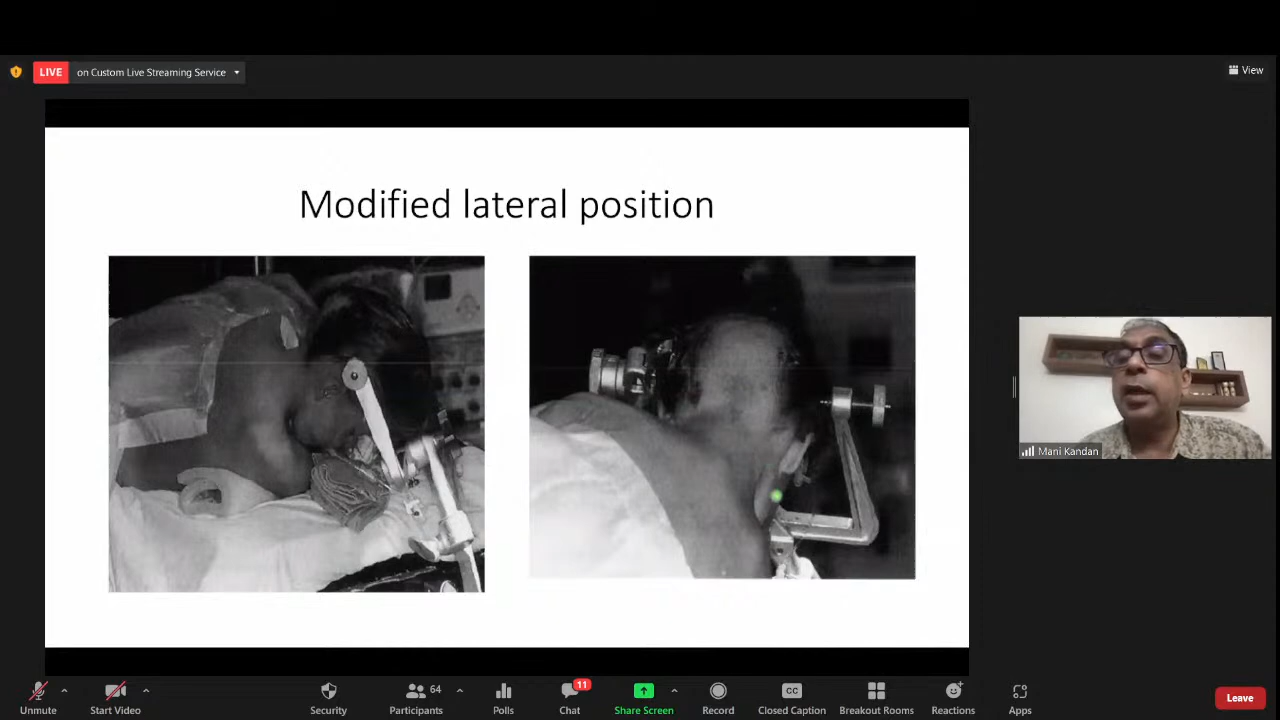 LIVE on Custom Live Streaming Service
View
Modified lateral position
Mani Kandan
Unmute
Start Video
Security
Participants 64
Polls
Chat 11
Share Screen
Record
CC
Closed Caption
Breakout Rooms
Reactions
Apps
Leave